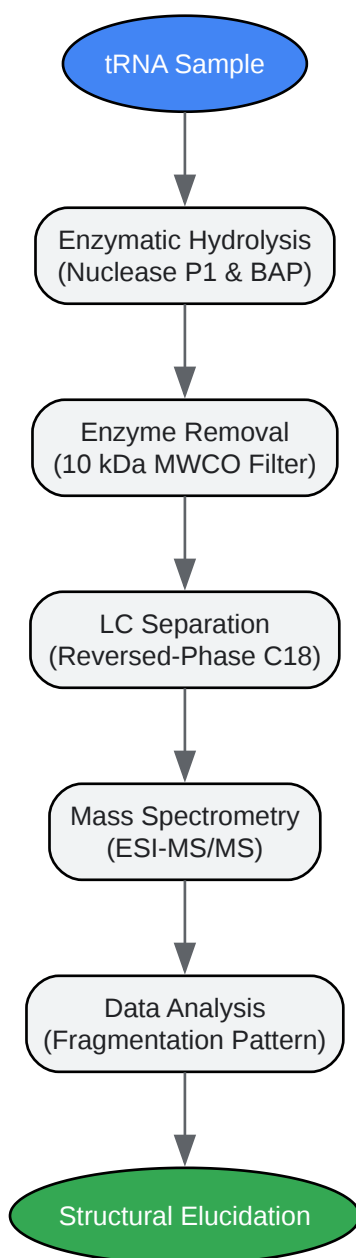 tRNA Sample
Enzymatic Hydrolysis
(Nuclease P1 & BAP)
Enzyme Removal
(10 kDa MWCO Filter)
LC Separation
(Reversed-Phase C18)
Mass Spectrometry
(ESI-MS/MS)
Data Analysis
(Fragmentation Pattern)
Structural Elucidation